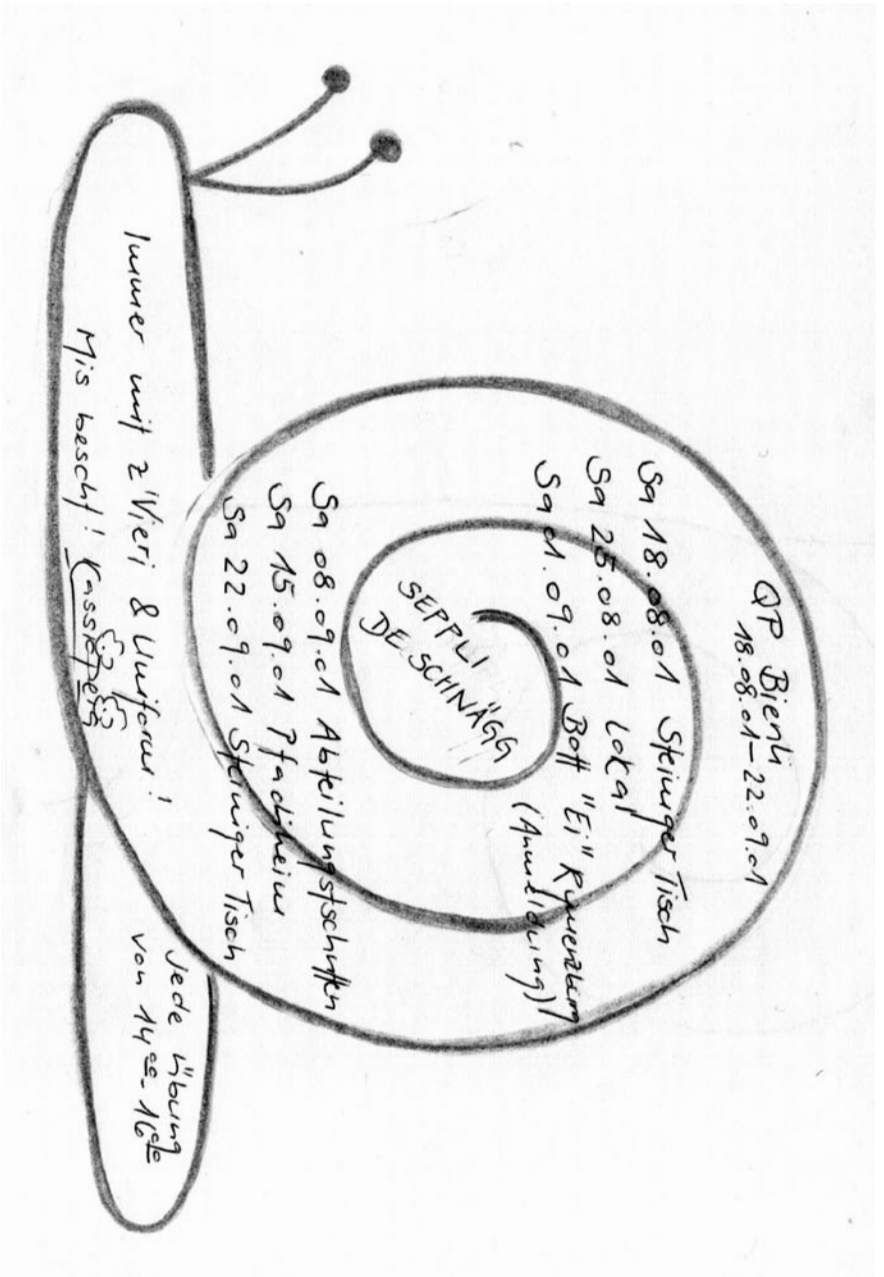 QP Bienli
18.08.01 - 22.09.01
Sa 18.08.01 Steiniger Tisch
Sa 25.08.01 Lokal
Sa 01.09.01 Bott "Ei"
(Anmeldung)!
SEPPLI
DE SCHNÄGG
Sa 08.09.01 Abteilungstschutten
Sa 15.09.01 Pfadiheim
Sa 22.09.01 Steiniger Tisch
Immer mit z'Vieri & Uniform!
Mis bescht! Kassiopeia
Jede Übung
von 14 00 - 16 00